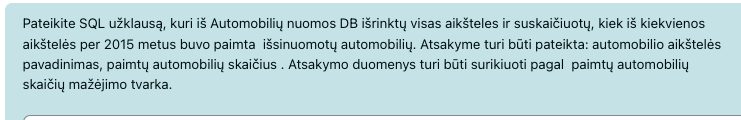 Pateikite SQL užklausą, kuri iš Automobilių nuomos DB išrinktų visas aikšteles ir suskaičiuotų, kiek iš kiekvienos
aikštelės per 2015 metus buvo paimta  išsinuomotų automobilių. Atsakyme turi būti pateikta: automobilio aikštelės
pavadinimas, paimtų automobilių skaičius . Atsakymo duomenys turi būti surikiuoti pagal  paimtų automobilių
skaičių mažėjimo tvarka.